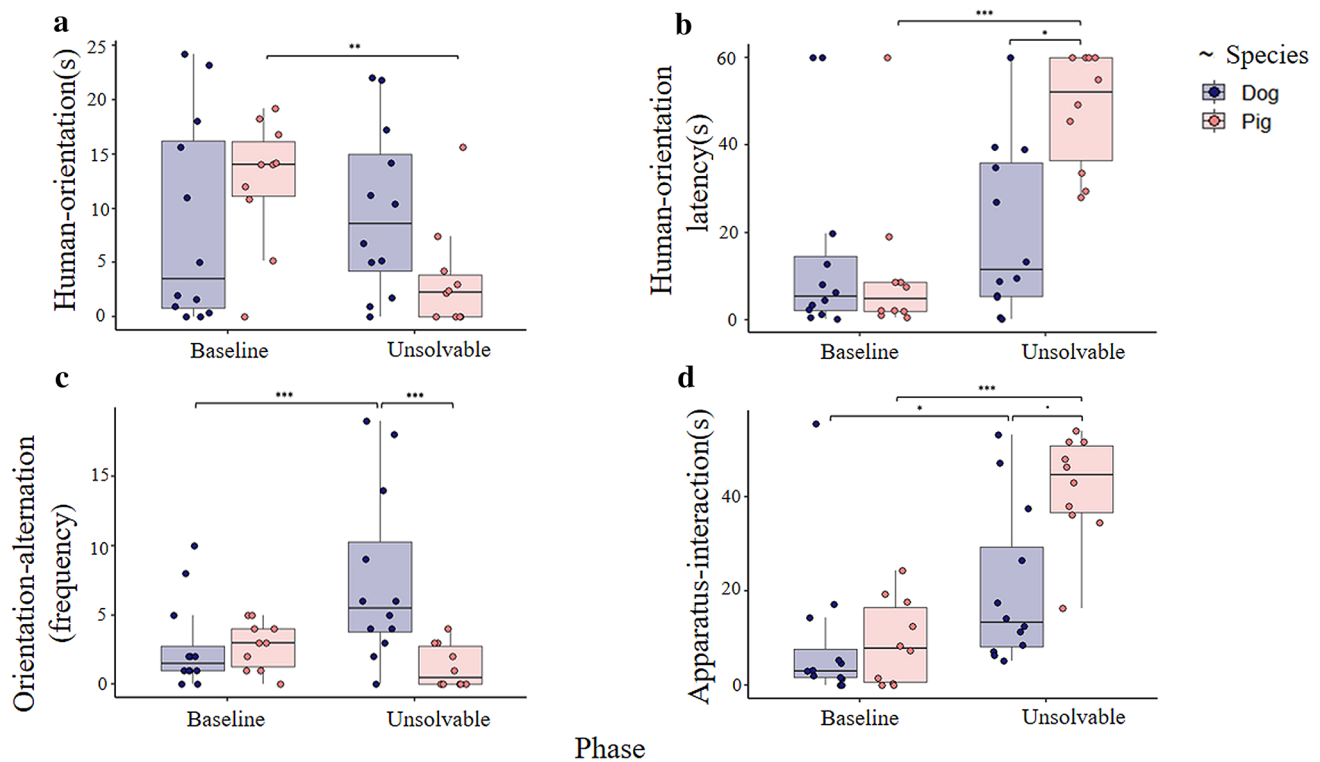 a
25
20
15
10
5
0
Human-orientation(s)
**
Baseline
Unsolvable
b
60
40
20
0
Human-orientation
latency(s)
***
*
Baseline
Unsolvable
~ Species
Dog
Pig
c
15
10
5
0
Orientation-alternation
(frequency)
***
***
Baseline
Unsolvable
d
40
20
0
Apparatus-interaction(s)
***
*
.
Baseline
Unsolvable
Phase